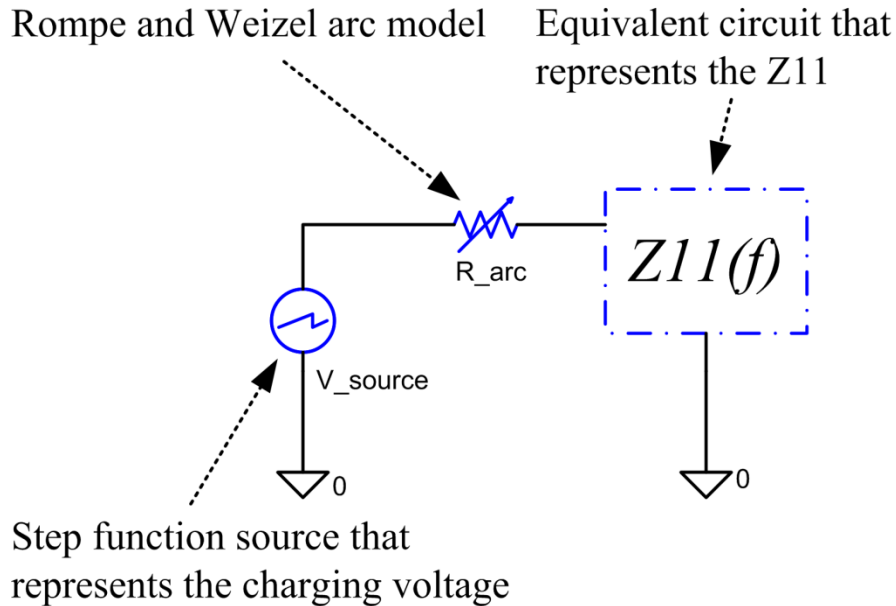 Rompe and Weizel arc model
Equivalent circuit that
represents the Z11
R_arc
Z11(f)
V_source
0
0
Step function source that
represents the charging voltage